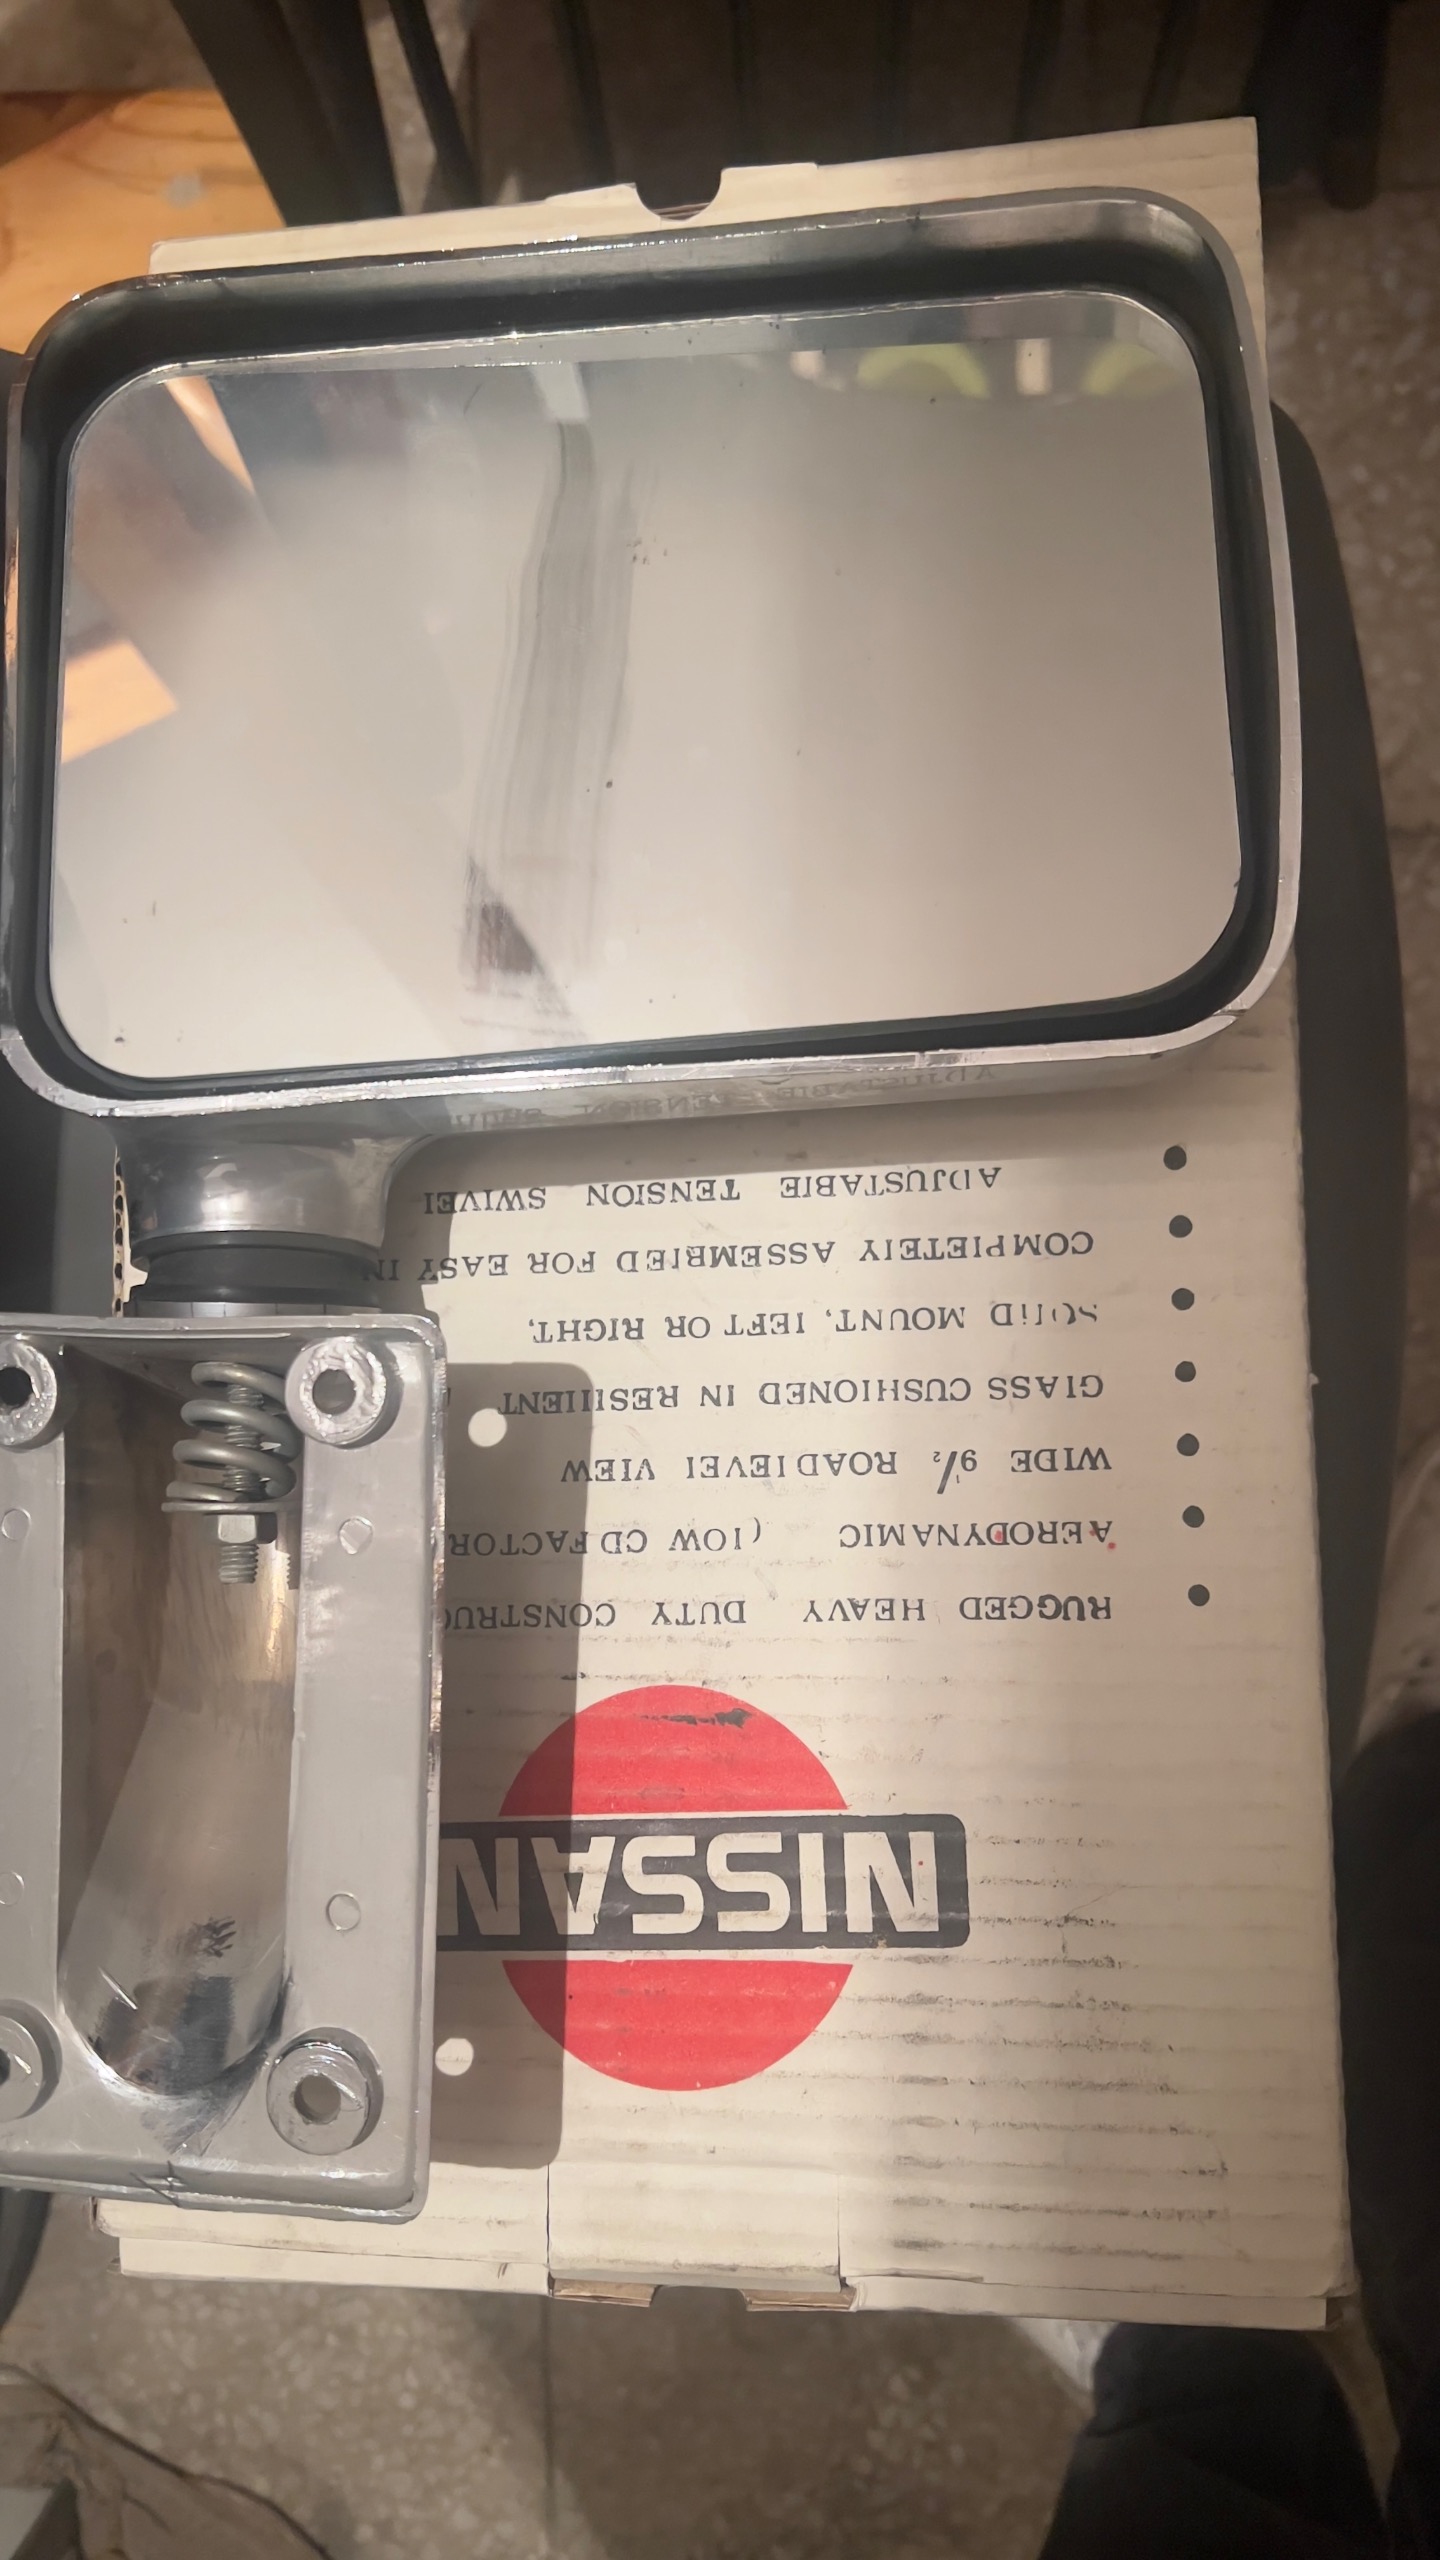 NISSAN
• RUGGED HEAVY DUTY CONSTRUC
• AERODYNAMIC (IOW CD FACTOR
• WIDE 9½ ROADIEVEI VIEW
• GIASS CUSHIONED IN RESIIIENT
• SOIID MOUNT, IEFT OR RIGHT,
• COMPIETEIY ASSEMBIED FOR EASY IN
• ADJUSTABIE TENSION SWIVEI